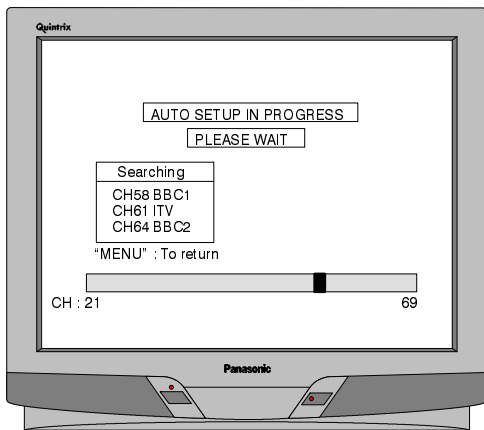 Quintrix
AUTO SETUP IN PROGRESS
PLEASE WAIT
Searching
CH58 BBC1
CH61 ITV
CH64 BBC2
“MENU” : To return
CH : 21 69
Panasonic